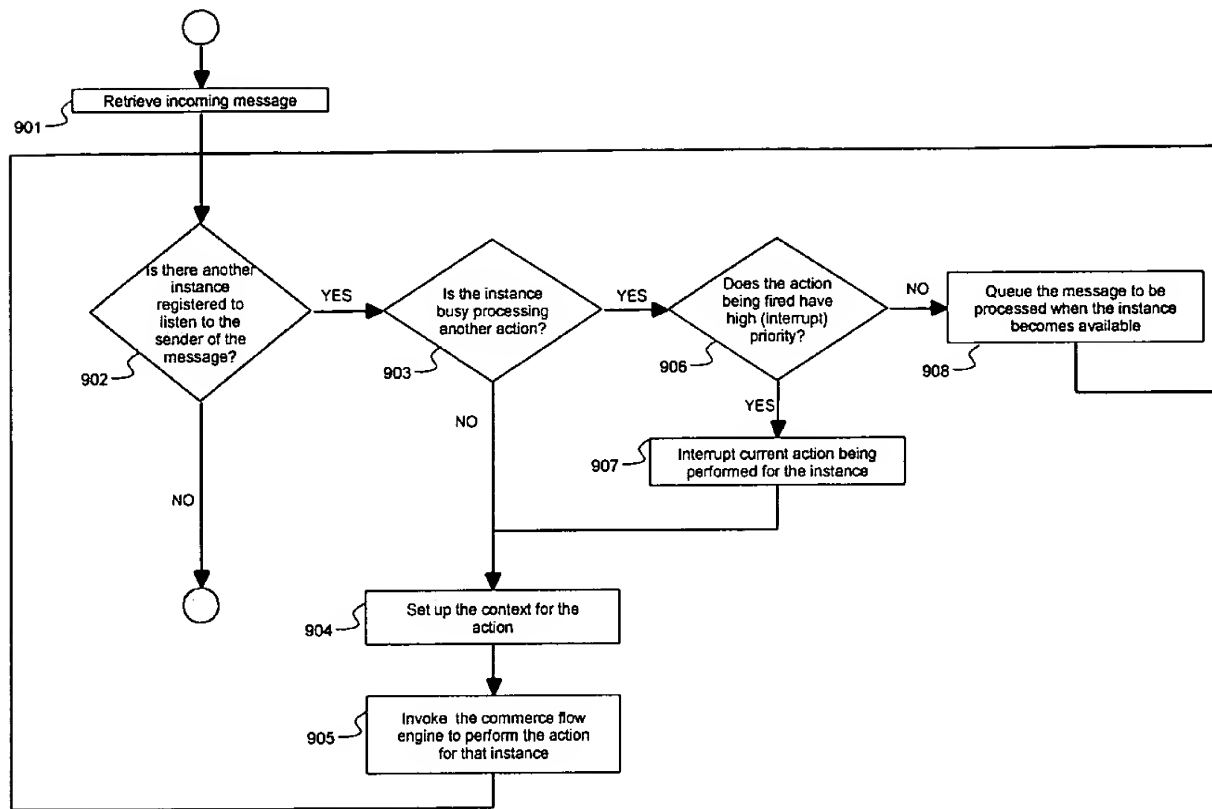 Retrieve incoming message
901
Is there another
instance
registered to
listen to the
sender of the
message?
902
YES
NO
Is the instance
busy processing
another action?
903
YES
NO
Does the action
being fired have
high (interrupt)
priority?
906
NO
YES
Queue the message to be
processed when the instance
becomes available
908
Interrupt current action being
performed for the instance
907
Set up the context for the
action
904
Invoke the commerce flow
engine to perform the action
for that instance
905